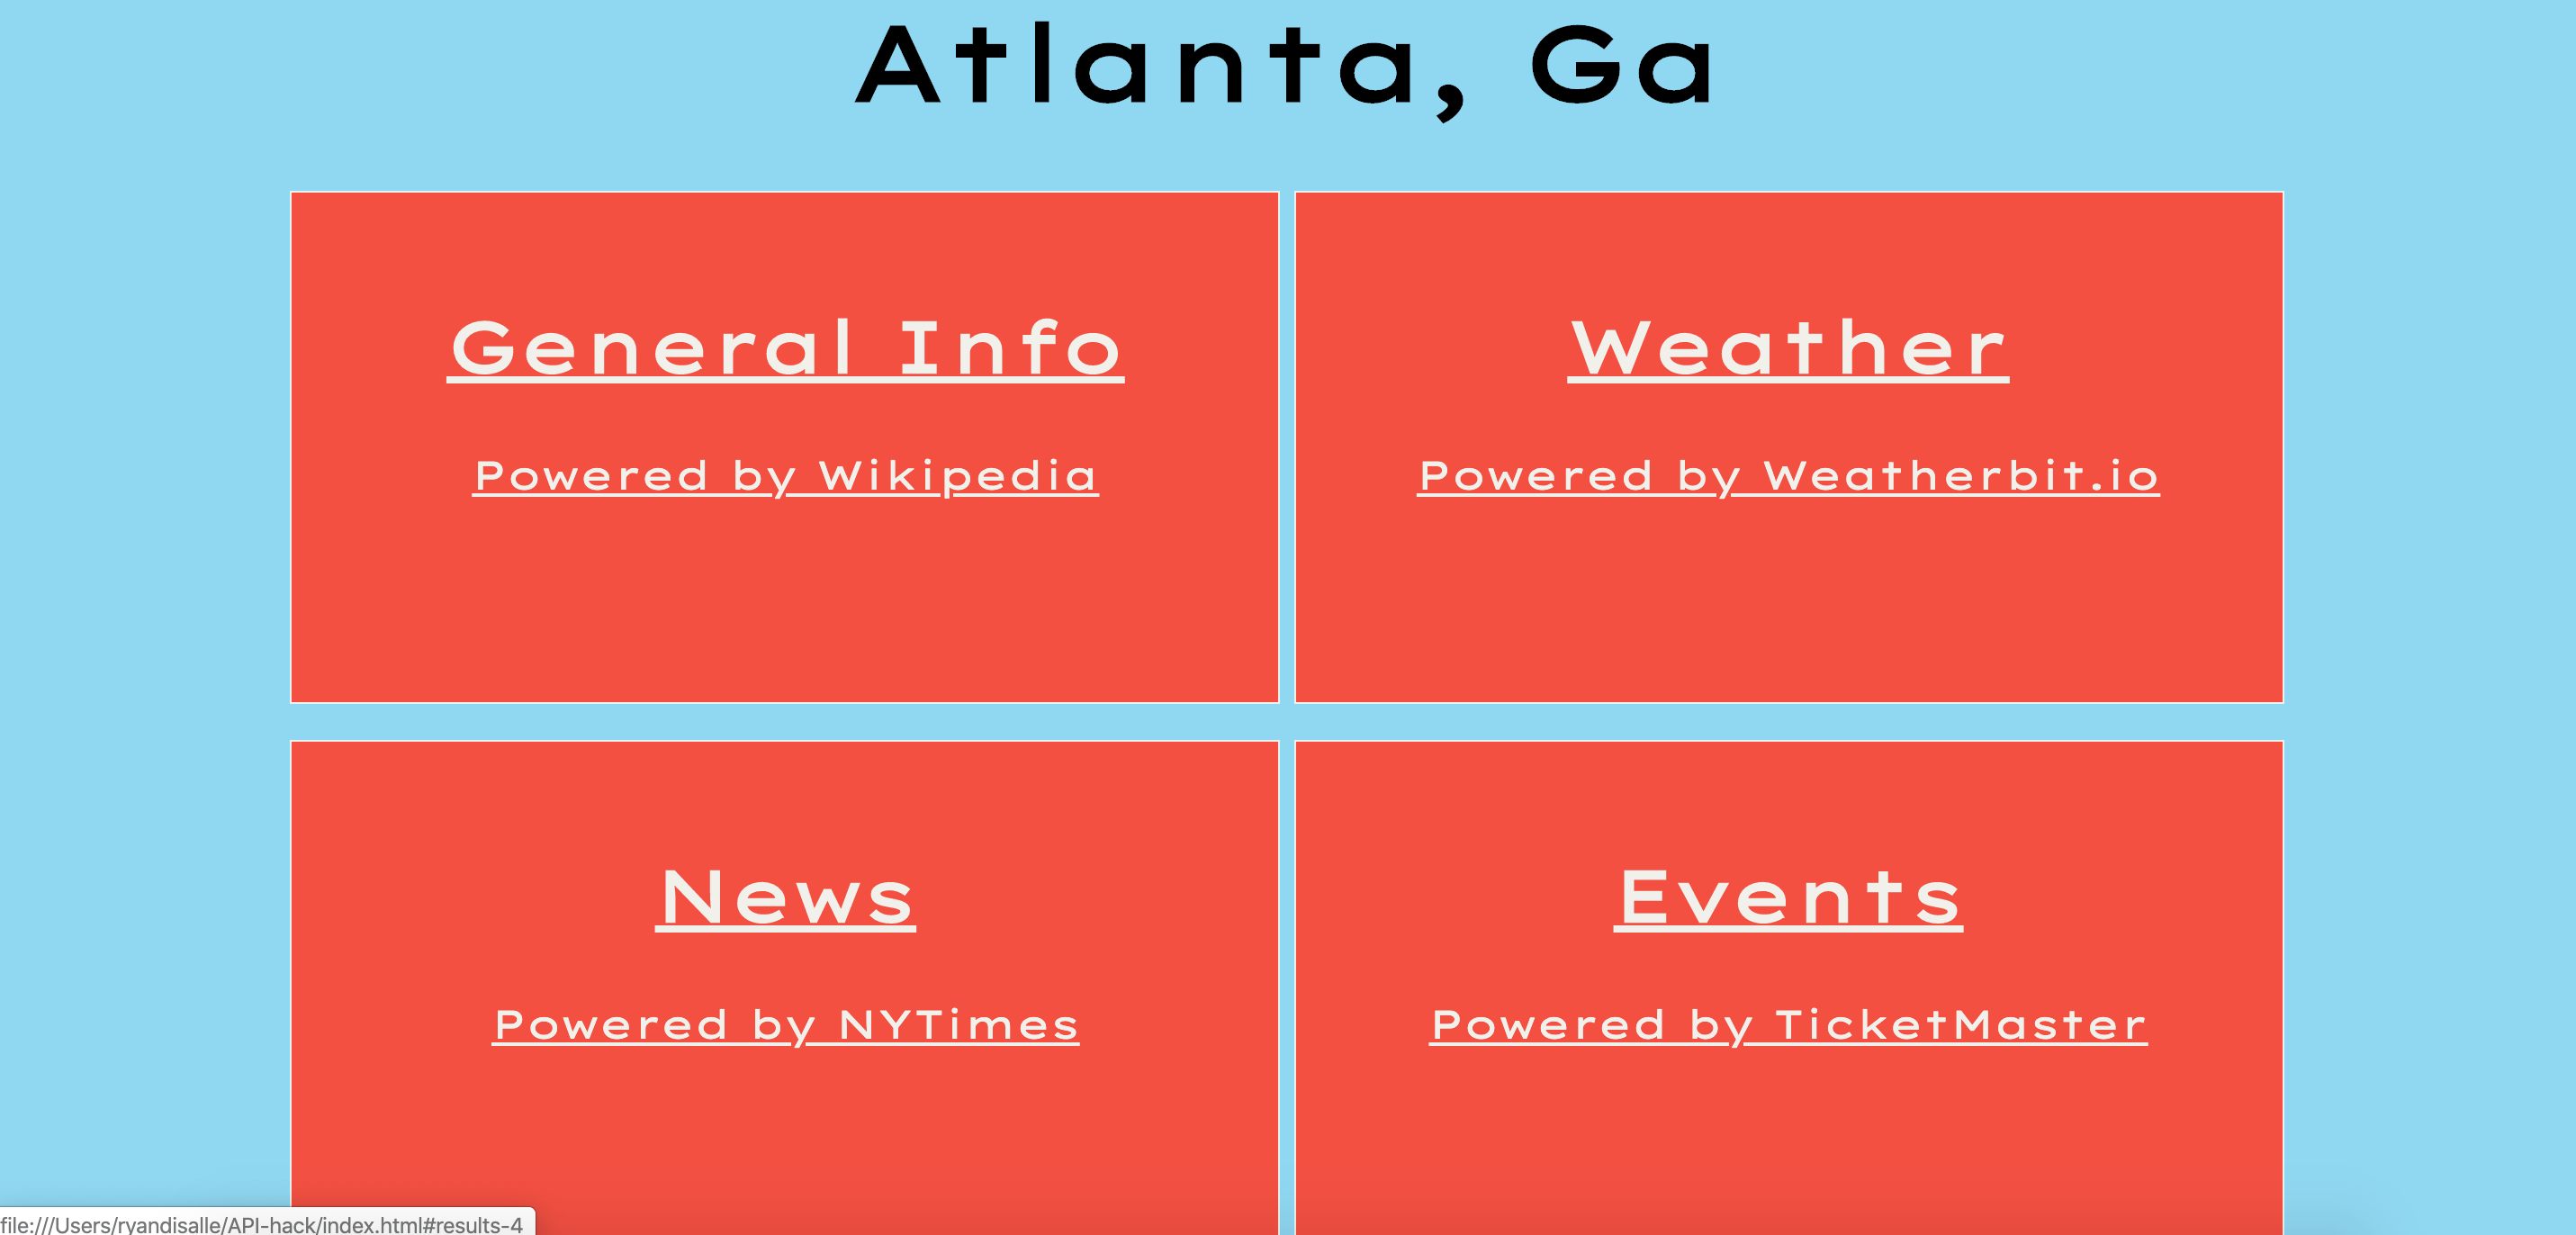 Atlanta, Ga
General Info
Powered by Wikipedia
Weather
Powered by Weatherbit.io
News
Powered by NYTimes
Events
Powered by TicketMaster
file:///Users/ryandisalle/API-hack/index.html#results-4